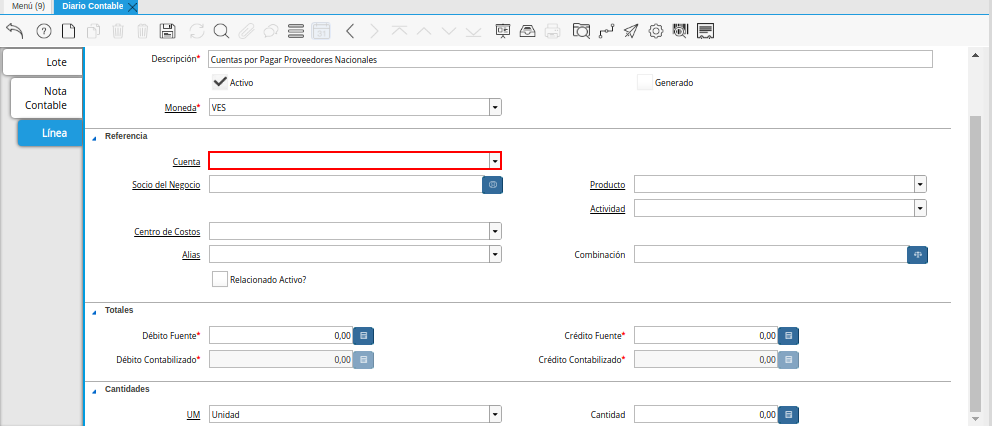 Menú (9) Diario Contable
Lote
Nota Contable
Línea
Descripción* Cuentas por Pagar Proveedores Nacionales
Activo Generado
Moneda* VES
Referencia
Cuenta
Socio del Negocio Producto
Actividad
Centro de Costos
Alias Combinación
Relacionado Activo?
Totales
Débito Fuente* 0,00 Crédito Fuente* 0,00
Débito Contabilizado* 0,00 Crédito Contabilizado* 0,00
Cantidades
UM Unidad Cantidad 0,00